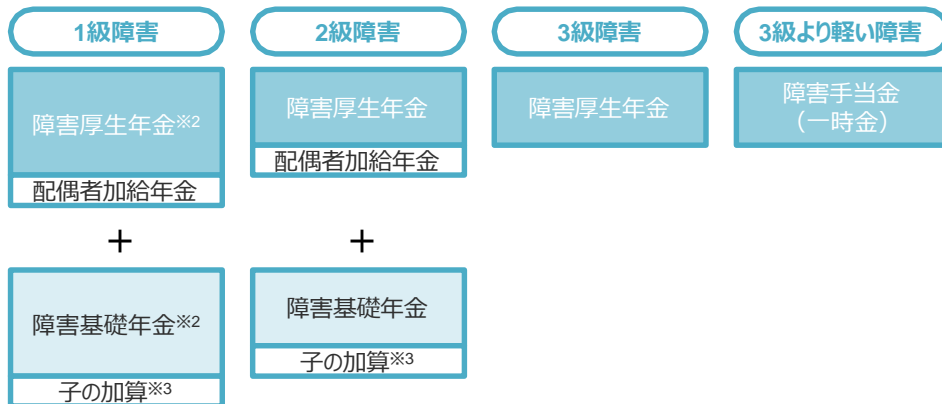 1級障害
2級障害
3級障害
3級より軽い障害
障害厚生年金※2
配偶者加給年金
障害厚生年金
配偶者加給年金
障害厚生年金
障害手当金
（一時金）
＋
＋
障害基礎年金※2
子の加算※3
障害基礎年金
子の加算※3